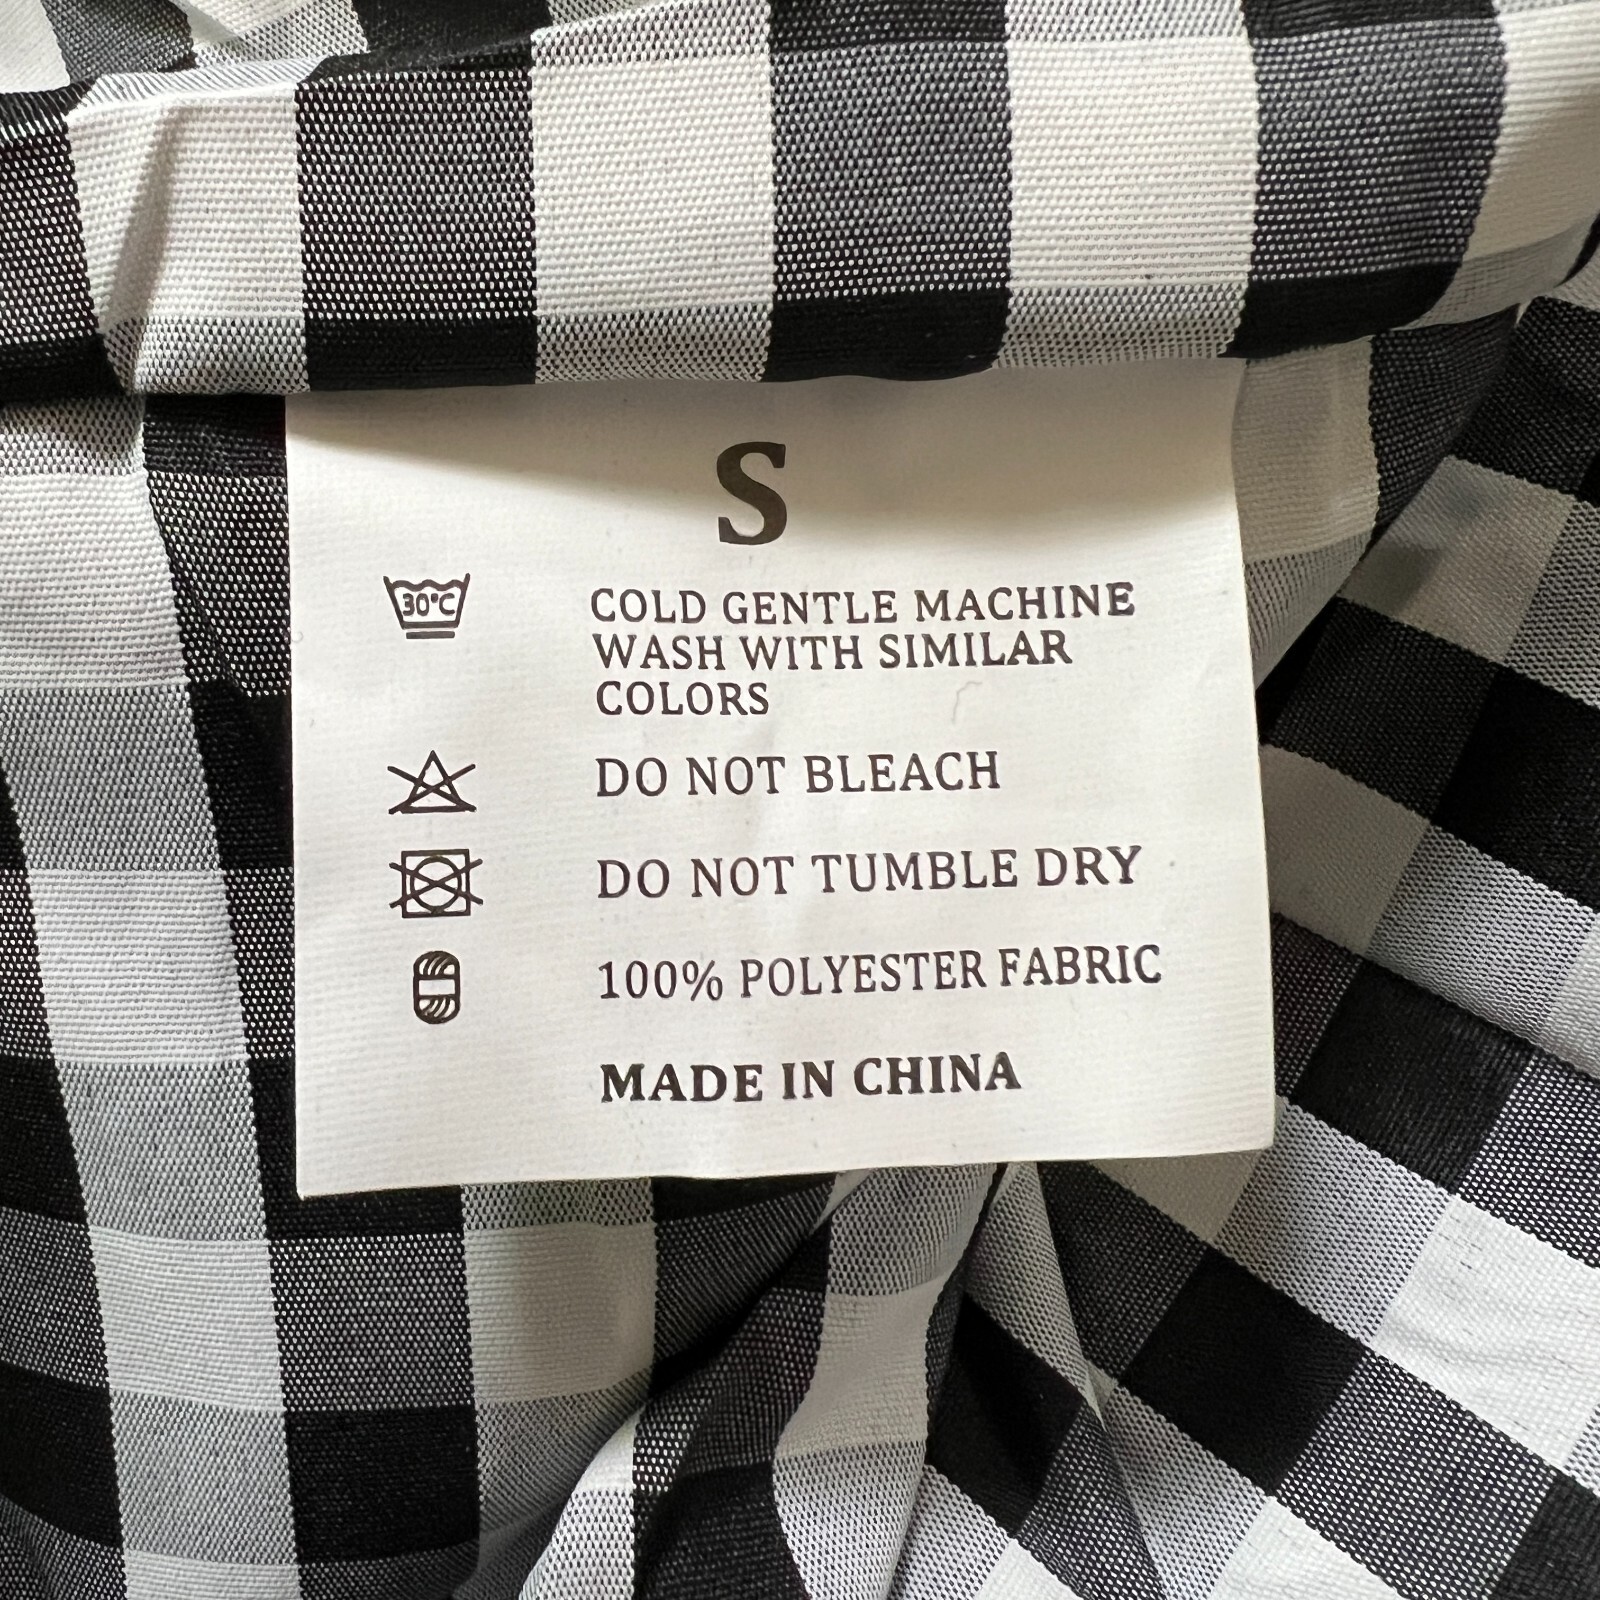 S
30°C
COLD GENTLE MACHINE
WASH WITH SIMILAR
COLORS
DO NOT BLEACH
DO NOT TUMBLE DRY
100% POLYESTER FABRIC
MADE IN CHINA